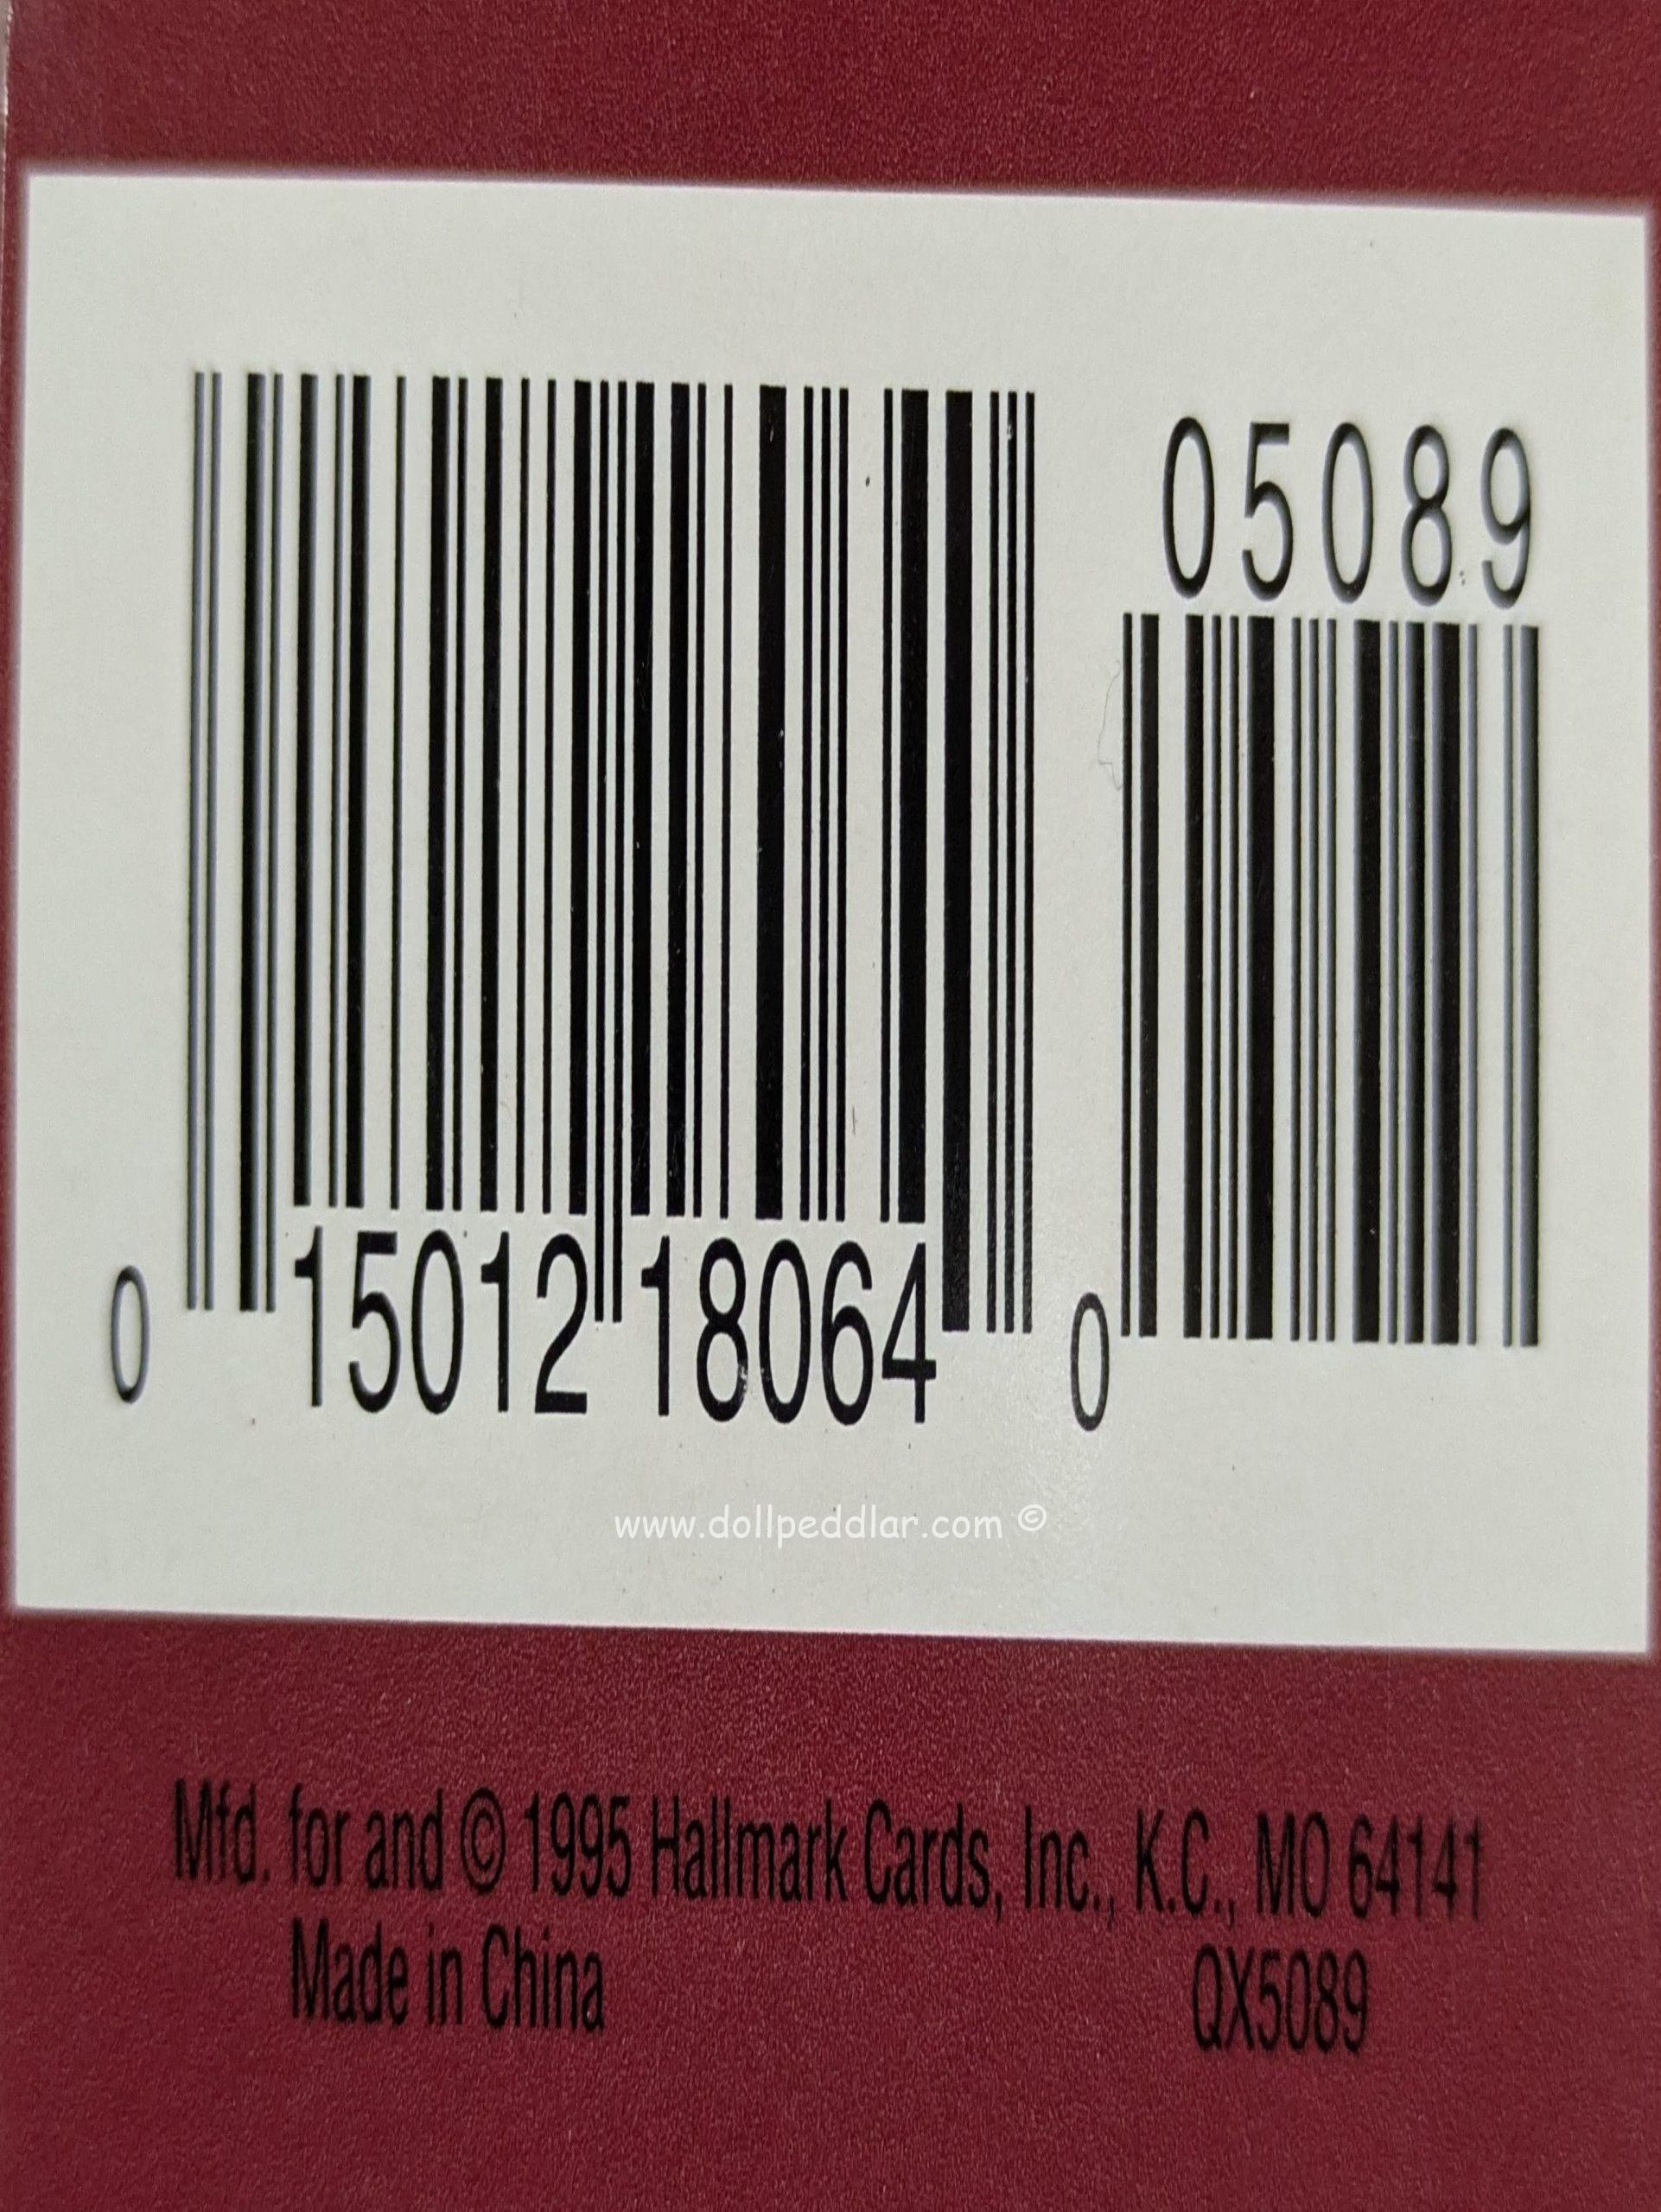 05089
0 15012 18064 0
www.dollpeddlar.com ©
Mfd. for and © 1995 Hallmark Cards, Inc., K.C., MO 64141
Made in China QX5089